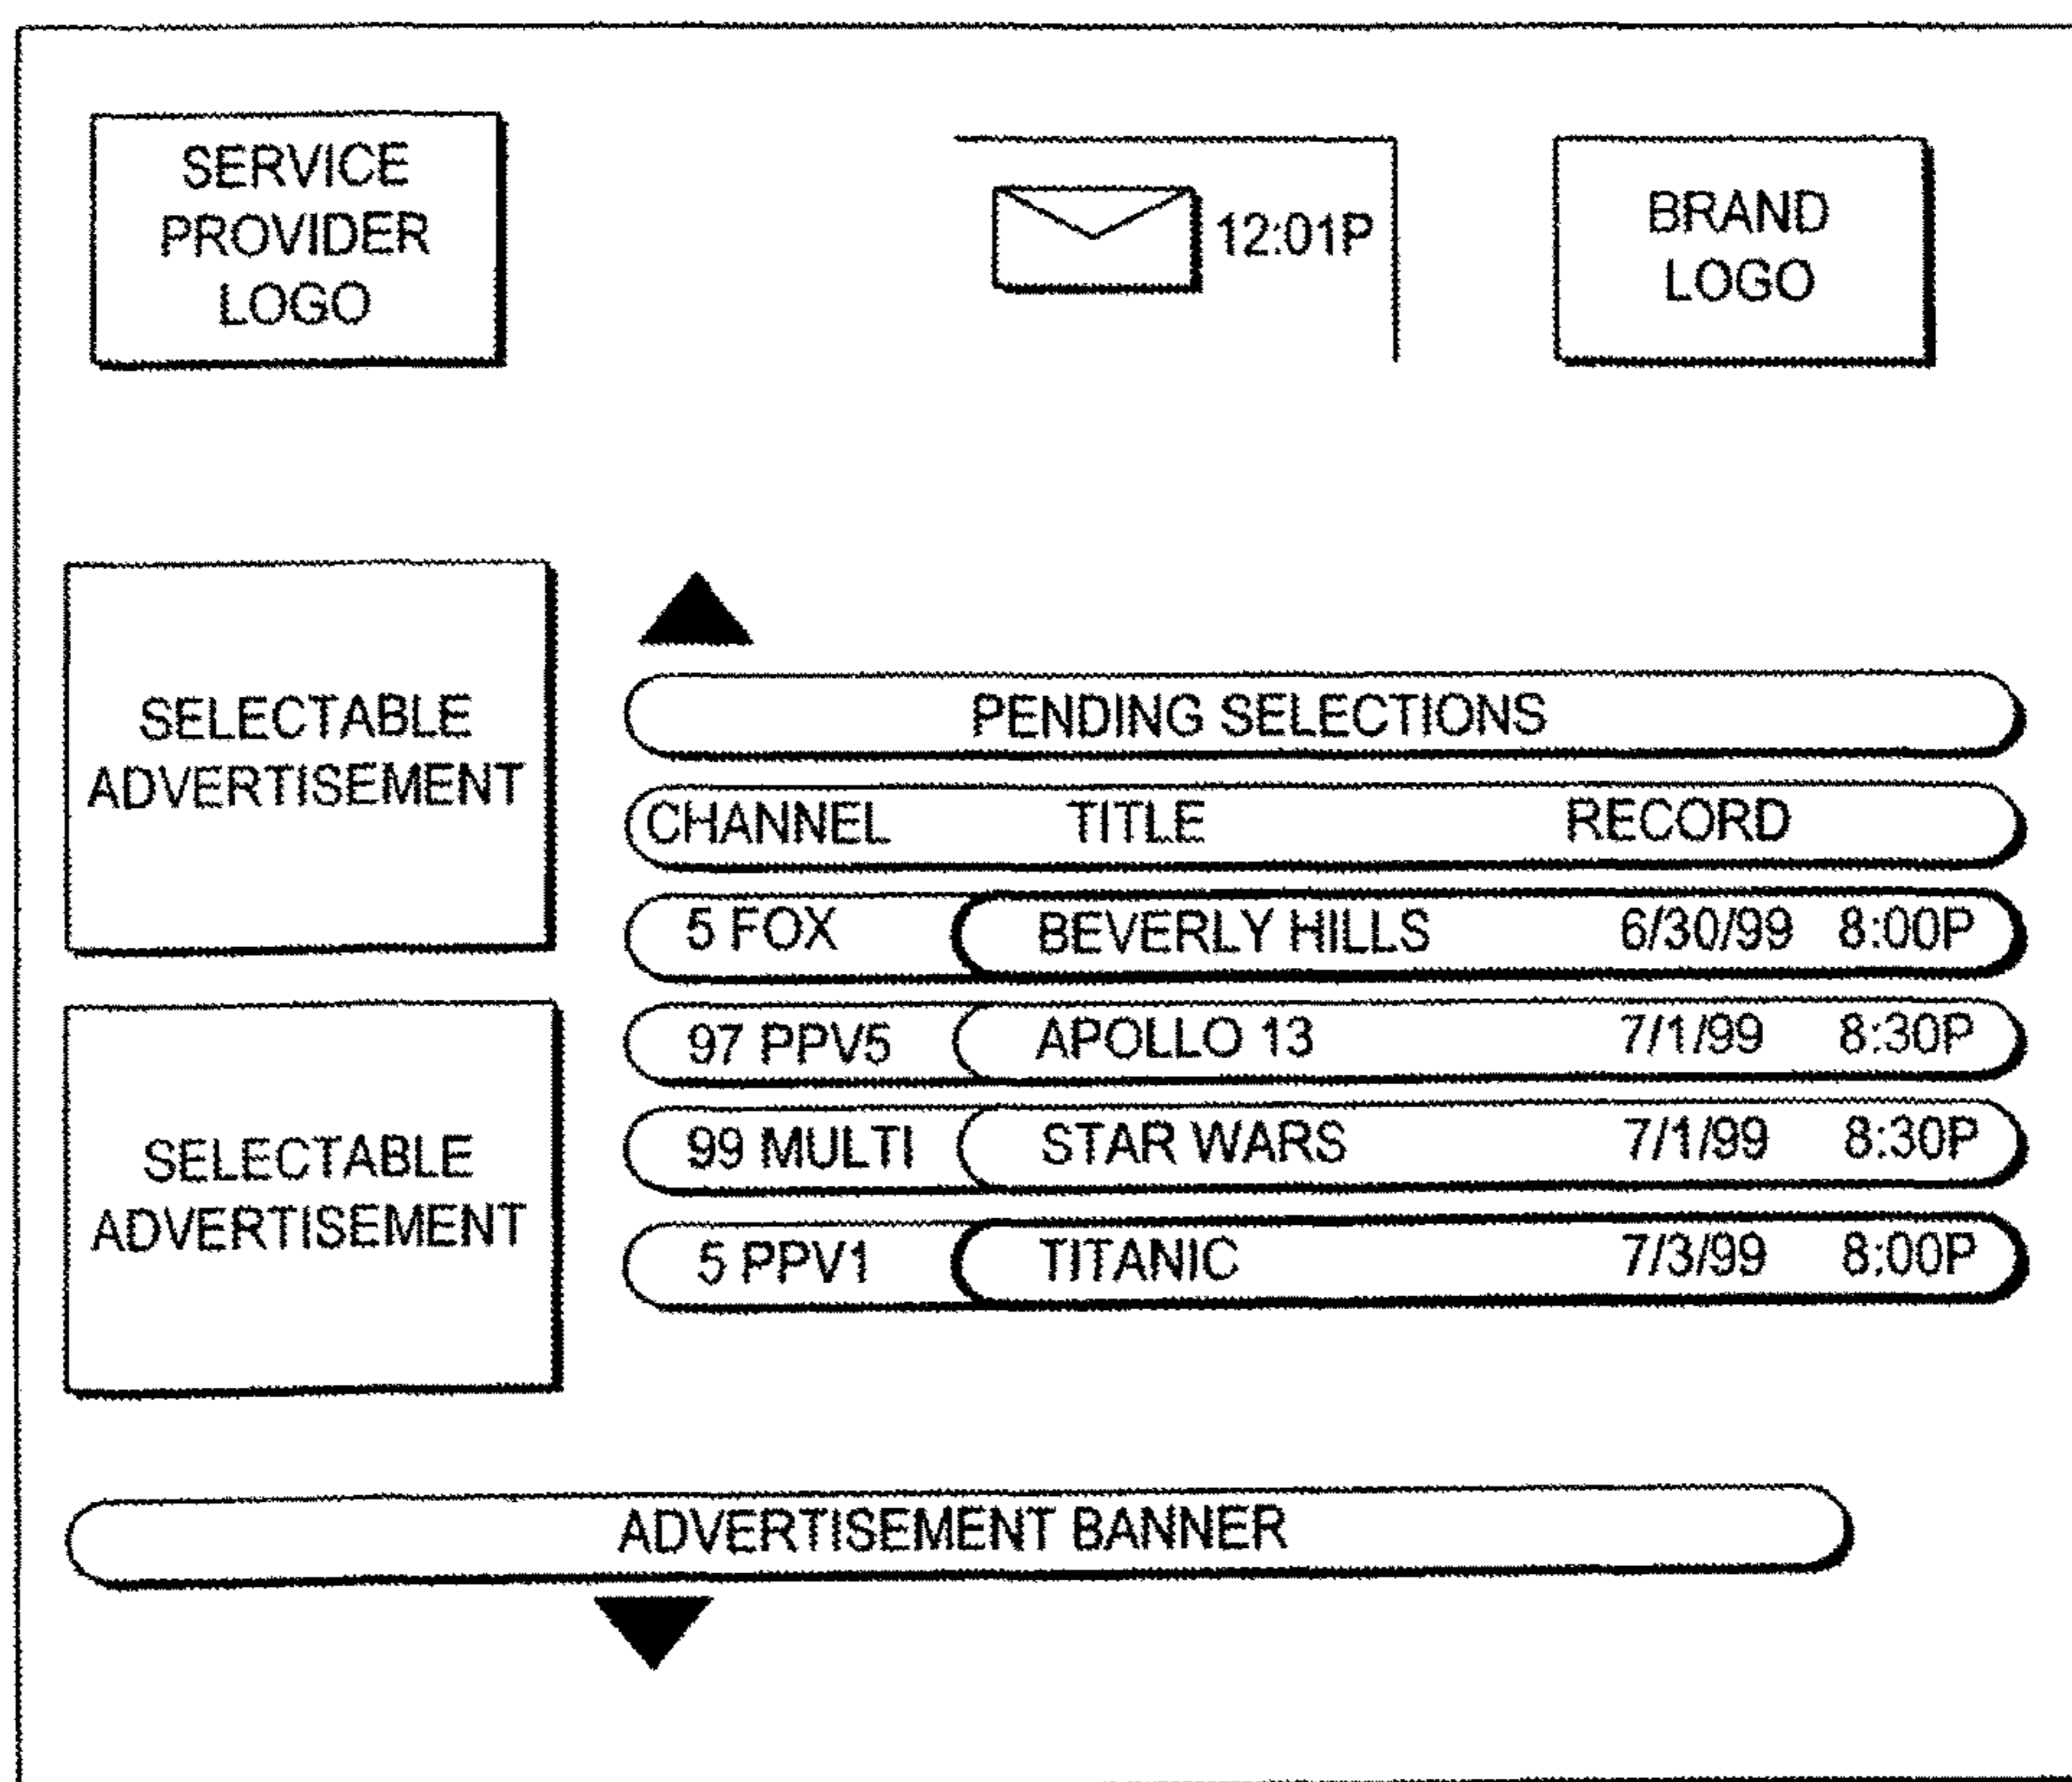 SERVICE
PROVIDER
LOGO
12:01P
BRAND
LOGO
SELECTABLE
ADVERTISEMENT
PENDING SELECTIONS
CHANNEL TITLE RECORD
5 FOX BEVERLY HILLS 6/30/99 8:00P
97 PPV5 APOLLO 13 7/1/99 8:30P
99 MULTI STAR WARS 7/1/99 8:30P
5 PPV1 TITANIC 7/3/99 8:00P
SELECTABLE
ADVERTISEMENT
ADVERTISEMENT BANNER